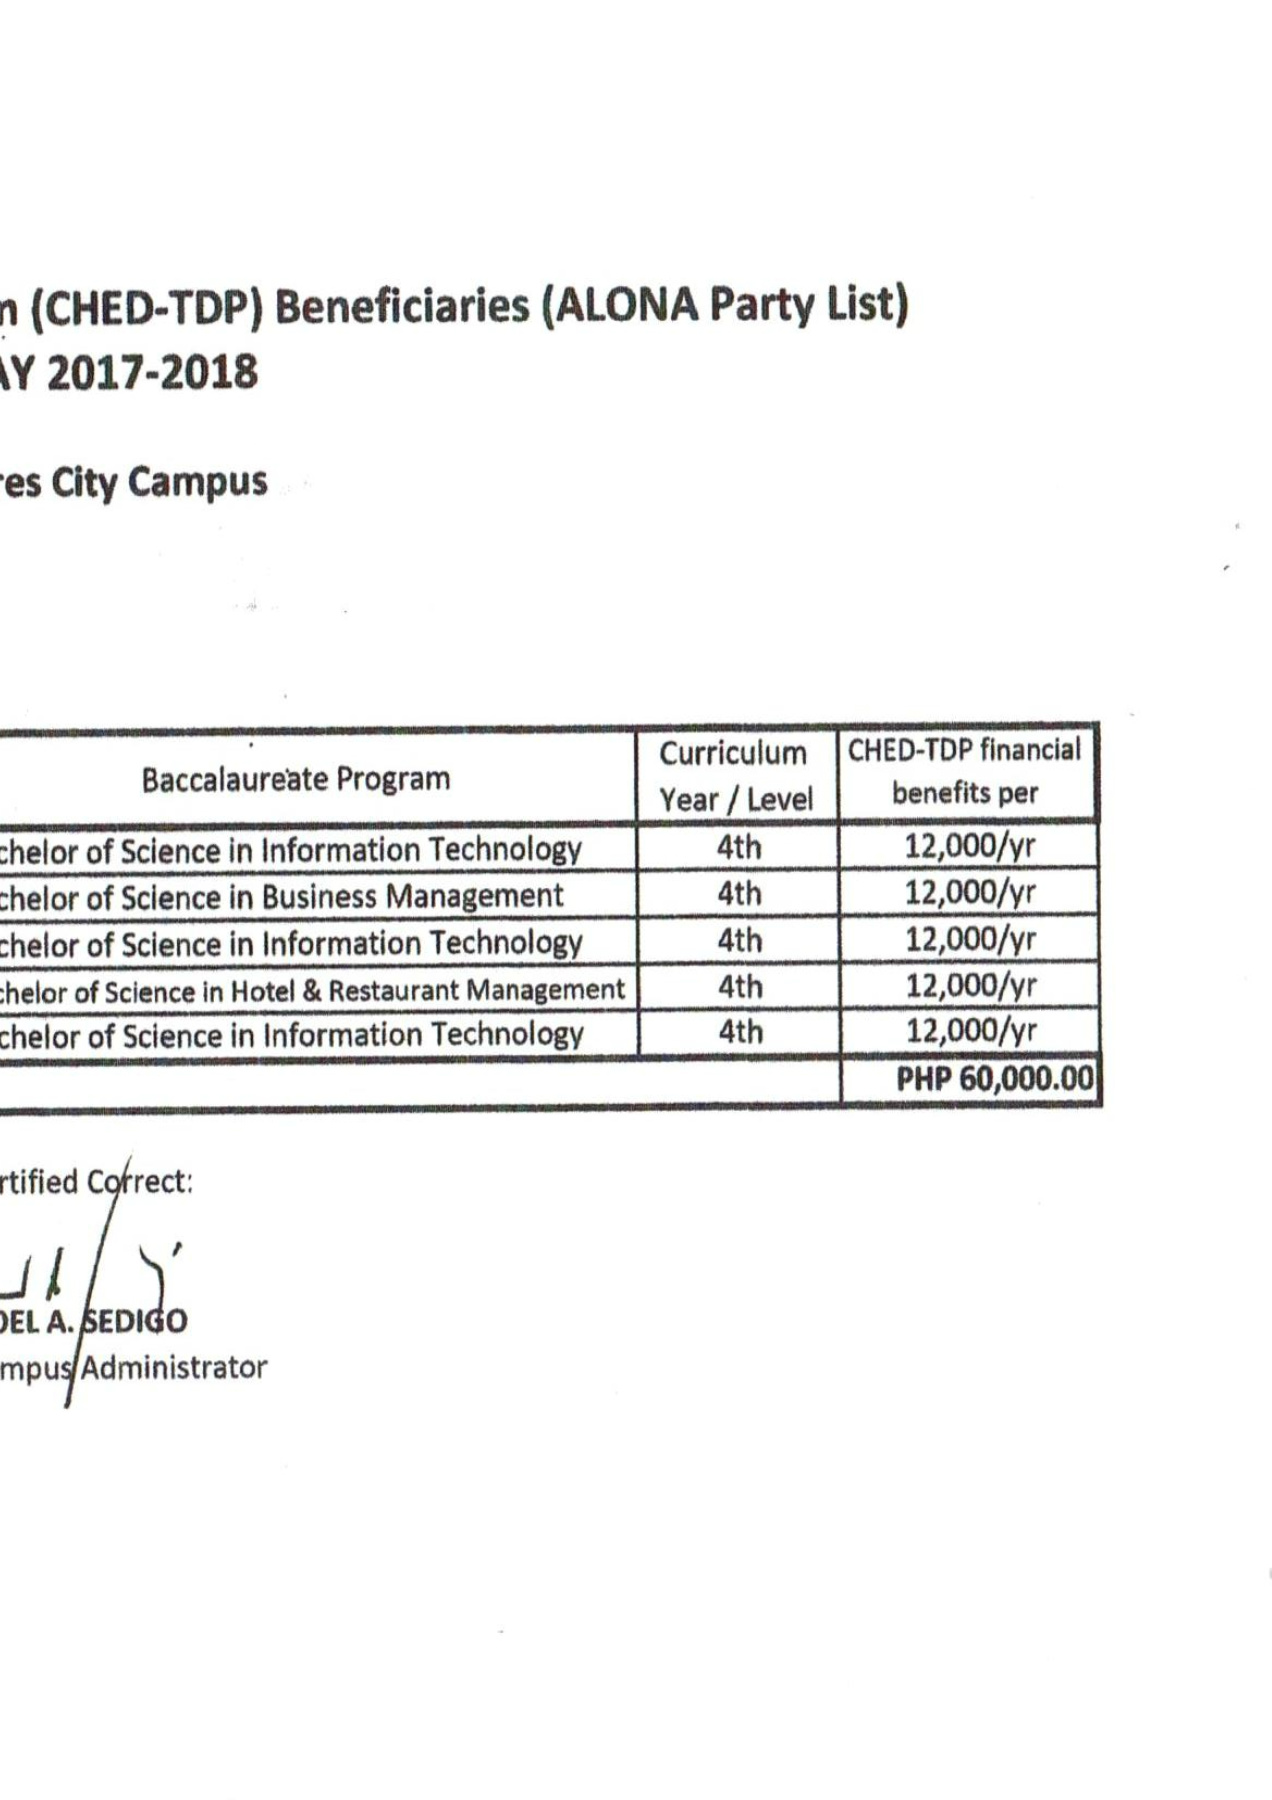 n (CHED-TDP) Beneficiaries (ALONA Party List)
AY 2017-2018
res City Campus
Baccalaureate Program
Curriculum Year / Level
CHED-TDP financial benefits per
chelor of Science in Information Technology 4th 12,000/yr
chelor of Science in Business Management 4th 12,000/yr
chelor of Science in Information Technology 4th 12,000/yr
chelor of Science in Hotel & Restaurant Management 4th 12,000/yr
chelor of Science in Information Technology 4th 12,000/yr
PHP 60,000.00
rtified Correct:
DEL A. SEDIGO
mpus Administrator